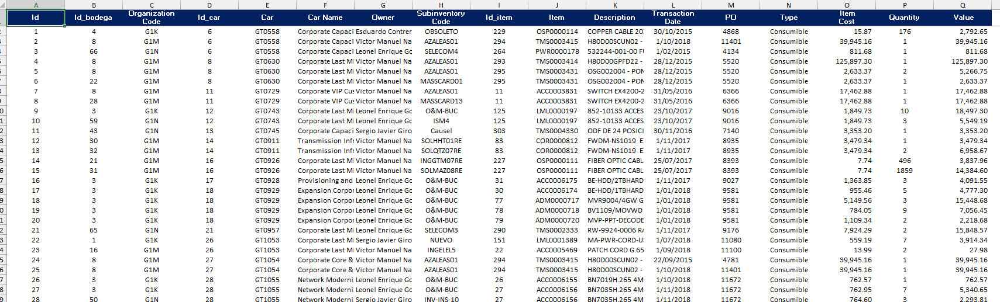 A B C D E F G H I J K L M N O P Q
Id Id_bodega Organization Code Id_car Car Car Name Owner Subinventory Code Id_item Item Description Transaction Date PO Type Item Cost Quantity Value
1 4 G1K 6 GT0558 Corporate Capaci Esduardo Contrer OBSOLETO 229 OSP0000114 COPPER CABLE 20 30/10/2015 4868 Consumible 15.87 176 2,792.65
2 8 G1M 6 GT0558 Corporate Capaci Victor Manuel Na AZALEAS01 294 TMS0003415 H80D00SCUN02 - 1/10/2018 11401 Consumible 39,945.16 1 39,945.16
3 66 G1N 6 GT0558 Corporate Capaci Leonel Enrique Gc SELECOM4 264 PWR0000178 532244-001-00 FU 1/02/2015 4134 Consumible 811.68 1 811.68
4 8 G1M 8 GT0630 Corporate Last Mi Victor Manuel Na AZALEAS01 293 TMS0003414 H80D00GPFD22 - 28/12/2015 5520 Consumible 125,897.30 1 125,897.30
5 8 G1M 8 GT0630 Corporate Last Mi Victor Manuel Na AZALEAS01 295 TMS0003431 OSG002004 - PON 28/12/2015 5520 Consumible 2,633.37 2 5,266.75
6 22 G1M 8 GT0630 Corporate Last Mi Victor Manuel Na MASSCARD01 295 TMS0003431 OSG002004 - PON 28/12/2015 5520 Consumible 2,633.37 1 2,633.37
7 8 G1M 11 GT0729 Corporate VIP Cus Victor Manuel Na AZALEAS01 11 ACC0003831 SWITCH EX4200-2 31/05/2016 6366 Consumible 17,462.88 1 17,462.88
8 28 G1M 11 GT0729 Corporate VIP Cus Victor Manuel Na MASSCARD13 11 ACC0003831 SWITCH EX4200-2 31/05/2016 6366 Consumible 17,462.88 1 17,462.88
9 3 G1K 12 GT0743 Corporate Last Mi Leonel Enrique Gc O&M-BUC 125 LML0000197 852-10133 ACCES 23/10/2017 9016 Consumible 1,849.73 10 18,497.30
10 59 G1N 12 GT0743 Corporate Last Mi Leonel Enrique Gc ISM4 125 LML0000197 852-10133 ACCES 23/10/2017 9016 Consumible 1,849.73 3 5,549.19
11 43 G1N 13 GT0745 Corporate Capaci Sergio Javier Giro Causel 303 TMS0004330 ODF DE 24 POSICI 30/11/2016 7140 Consumible 3,353.20 1 3,353.20
12 30 G1M 14 GT0911 Transmission Infr Victor Manuel Na SOLHHT01RE 83 COR0000812 FWDM-NS1019 E 1/11/2017 8935 Consumible 3,479.34 1 3,479.34
13 32 G1M 14 GT0911 Transmission Infr Victor Manuel Na SOLQTZ07RE 83 COR0000812 FWDM-NS1019 E 1/11/2017 8935 Consumible 3,479.34 2 6,958.67
14 21 G1M 16 GT0926 Corporate Last Mi Victor Manuel Na INGGTM07RE 227 OSP0000111 FIBER OPTIC CABL 25/07/2017 8393 Consumible 7.74 496 3,837.96
15 31 G1M 16 GT0926 Corporate Last Mi Victor Manuel Na SOLMAZ08RE 227 OSP0000111 FIBER OPTIC CABL 25/07/2017 8393 Consumible 7.74 1859 14,384.60
16 3 G1K 17 GT0928 Provisioning and Leonel Enrique Gc O&M-BUC 31 ACC0006175 BE-HDD/2TBHARD 1/11/2017 9027 Consumible 1,363.85 3 4,091.55
17 3 G1K 18 GT0929 Expansion Corpor Leonel Enrique Gc O&M-BUC 30 ACC0006174 BE-HDD/1TBHARD 1/01/2018 9581 Consumible 955.46 5 4,777.30
18 3 G1K 18 GT0929 Expansion Corpor Leonel Enrique Gc O&M-BUC 77 ADM0000717 MVR9004/4GW G 1/01/2018 9581 Consumible 5,149.56 3 15,448.68
19 3 G1K 18 GT0929 Expansion Corpor Leonel Enrique Gc O&M-BUC 78 ADM0000718 BV1109/MOVWD 1/01/2018 9581 Consumible 784.05 9 7,056.45
20 3 G1K 18 GT0929 Expansion Corpor Leonel Enrique Gc O&M-BUC 79 ADM0000720 MVP-PPT-DECODE 1/01/2018 9581 Consumible 1,109.34 2 2,218.68
21 65 G1N 21 GT0957 Corporate Last Mi Leonel Enrique Gc SELECOM3 290 TMS0002333 RW-9924-0006 RA 1/11/2017 9176 Consumible 7,924.29 2 15,848.57
22 1 G1K 26 GT1053 Corporate Last Mi Sergio Javier Giro NUEVO 151 LML0001389 MA-PWR-CORD-U 1/07/2018 11080 Consumible 559.19 7 3,914.34
23 16 G1M 26 GT1053 Corporate Last Mi Victor Manuel Na INGELEL5 22 ACC0005469 PATCH CORD G.65 1/09/2018 11100 Consumible 13.99 2 27.98
24 8 G1M 27 GT1054 Corporate Core & Victor Manuel Na AZALEAS01 294 TMS0003415 H80D00SCUN02 - 22/09/2015 4781 Consumible 39,945.16 1 39,945.16
25 8 G1M 27 GT1054 Corporate Core & Victor Manuel Na AZALEAS01 294 TMS0003415 H80D00SCUN02 - 1/10/2018 11401 Consumible 39,945.16 1 39,945.16
26 3 G1K 28 GT1055 Network Moderni Leonel Enrique Gc O&M-BUC 26 ACC0006155 BN7019H.265 4M 1/10/2018 11672 Consumible 762.57 1 762.57
27 3 G1K 28 GT1055 Network Moderni Leonel Enrique Gc O&M-BUC 27 ACC0006156 BN7035H.265 4M 1/11/2018 11672 Consumible 762.95 7 5,340.65
28 50 G1N 28 GT1055 Network Moderni Sergio Javier Giro INV-INS-10 27 ACC0006156 BN7035H.265 4M 1/11/2018 11672 Consumible 764.60 3 2,293.81